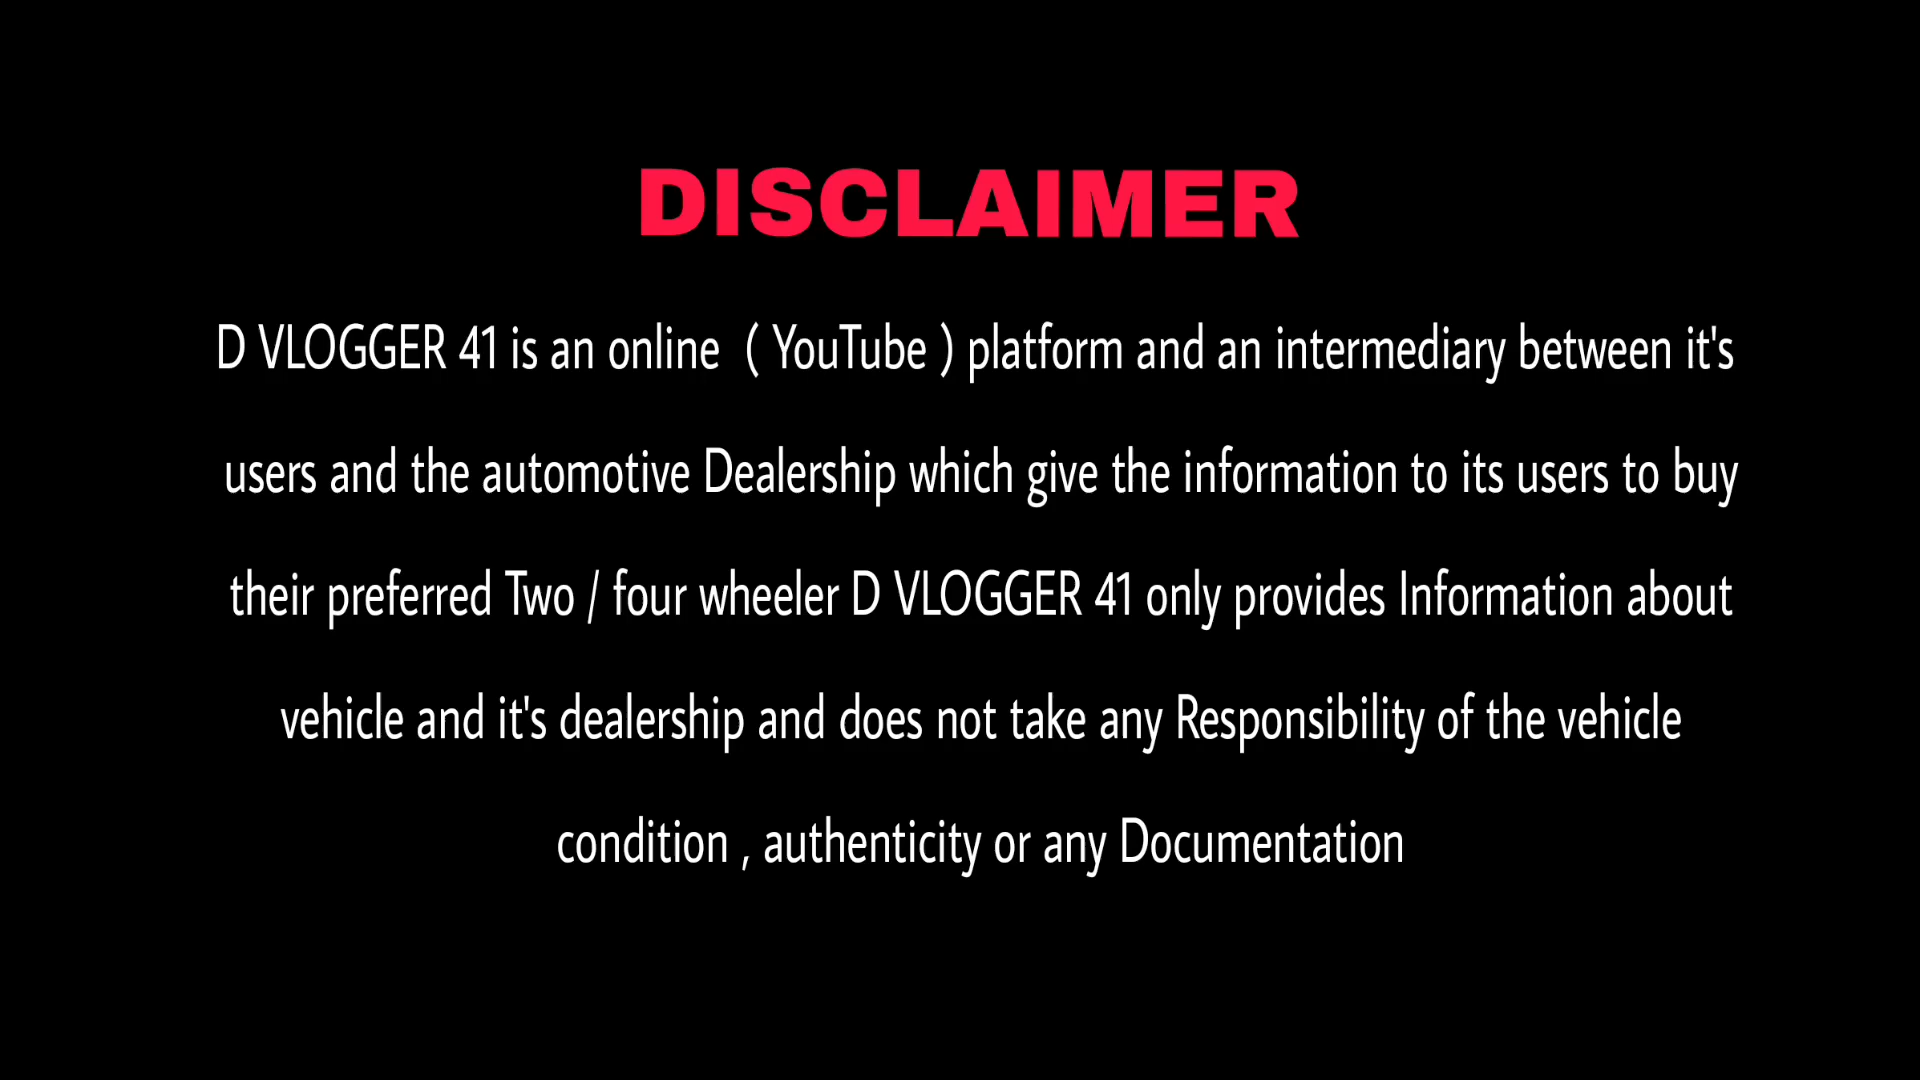 DISCLAIMER
D VLOGGER 41 is an online  ( YouTube ) platform and an intermediary between it's
users and the automotive Dealership which give the information to its users to buy
their preferred Two / four wheeler D VLOGGER 41 only provides Information about
vehicle and it's dealership and does not take any Responsibility of the vehicle
condition , authenticity or any Documentation